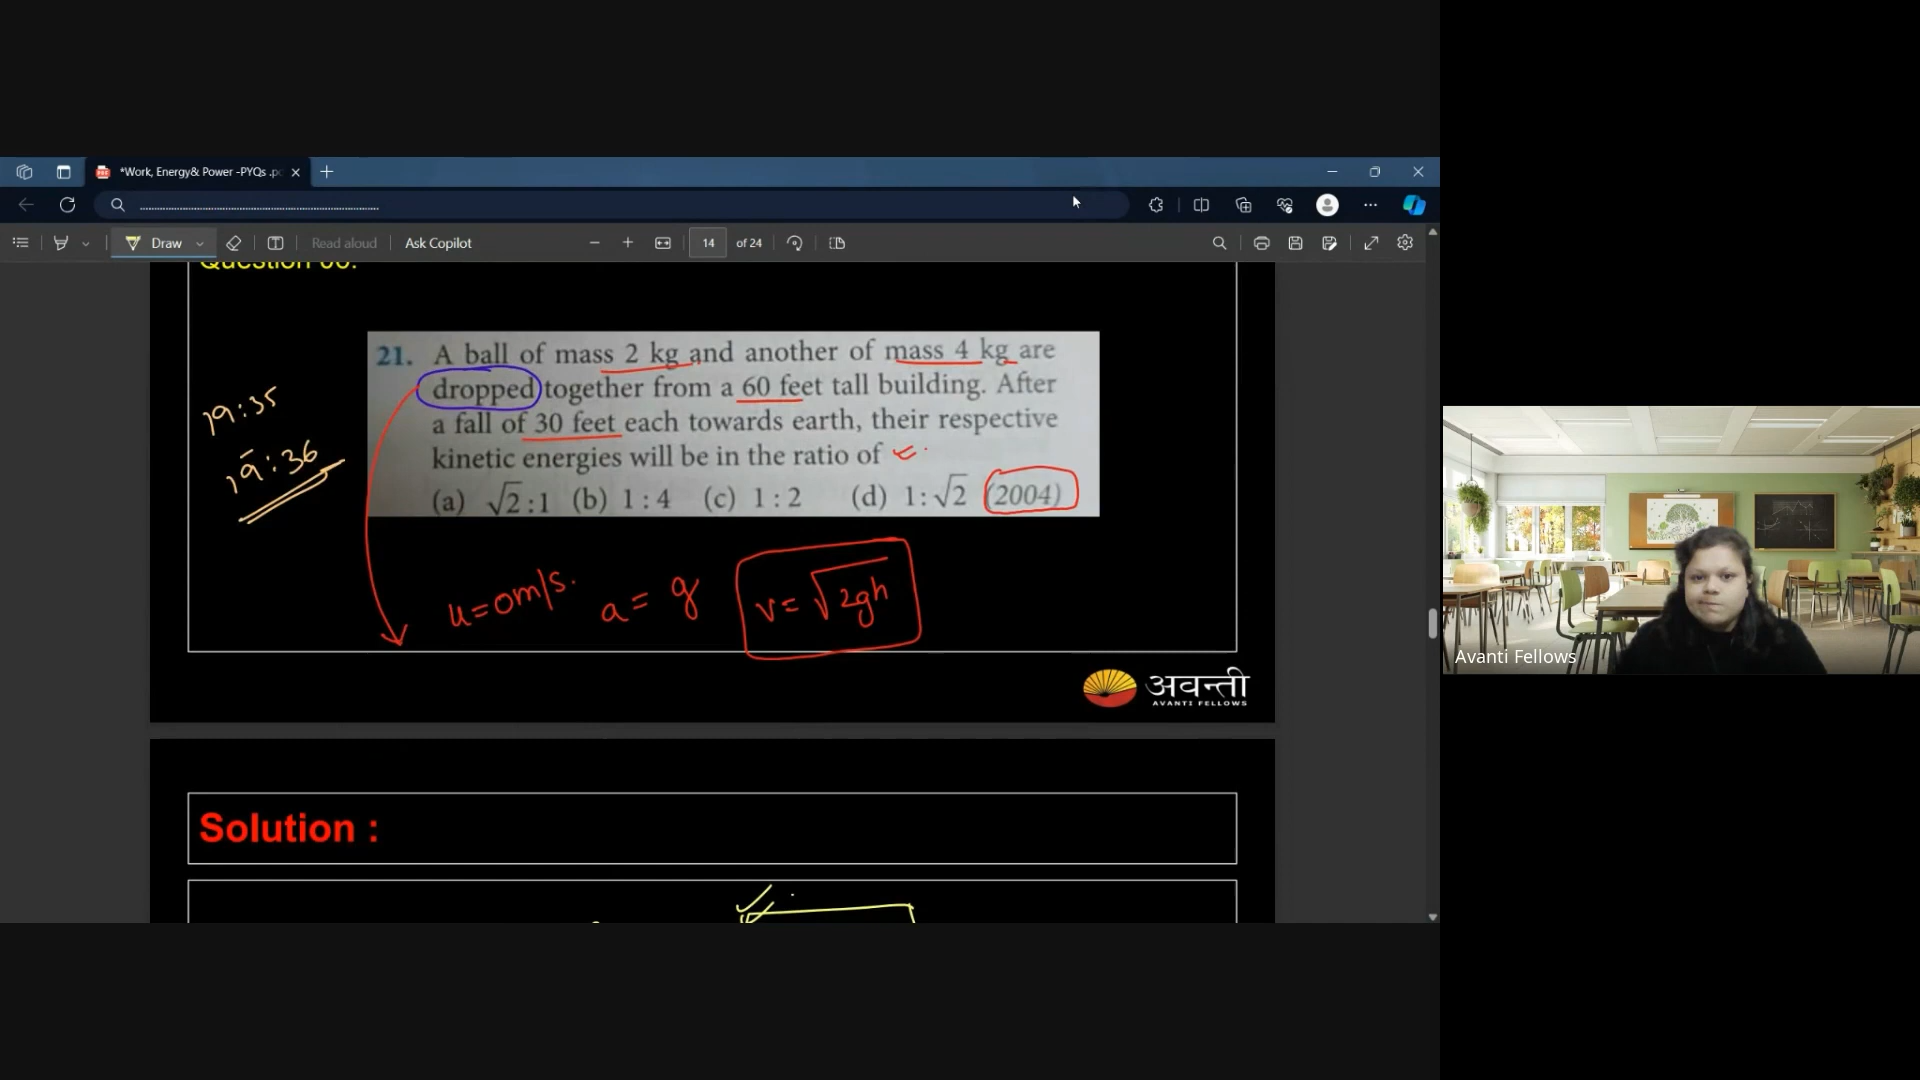 *Work, Energy& Power -PYQs .p
Draw
Read aloud
Ask Copilot
14
of 24
21. A ball of mass 2 kg and another of mass 4 kg are
dropped together from a 60 feet tall building. After
a fall of 30 feet each towards earth, their respective
kinetic energies will be in the ratio of
(a) √2 : 1 (b) 1 : 4 (c) 1 : 2 (d) 1 : √2 (2004)
19:35
19:36
u=0m/s. a = g v= √2gh
अवन्ती
AVANTI FELLOWS
Solution :
Avanti Fellows